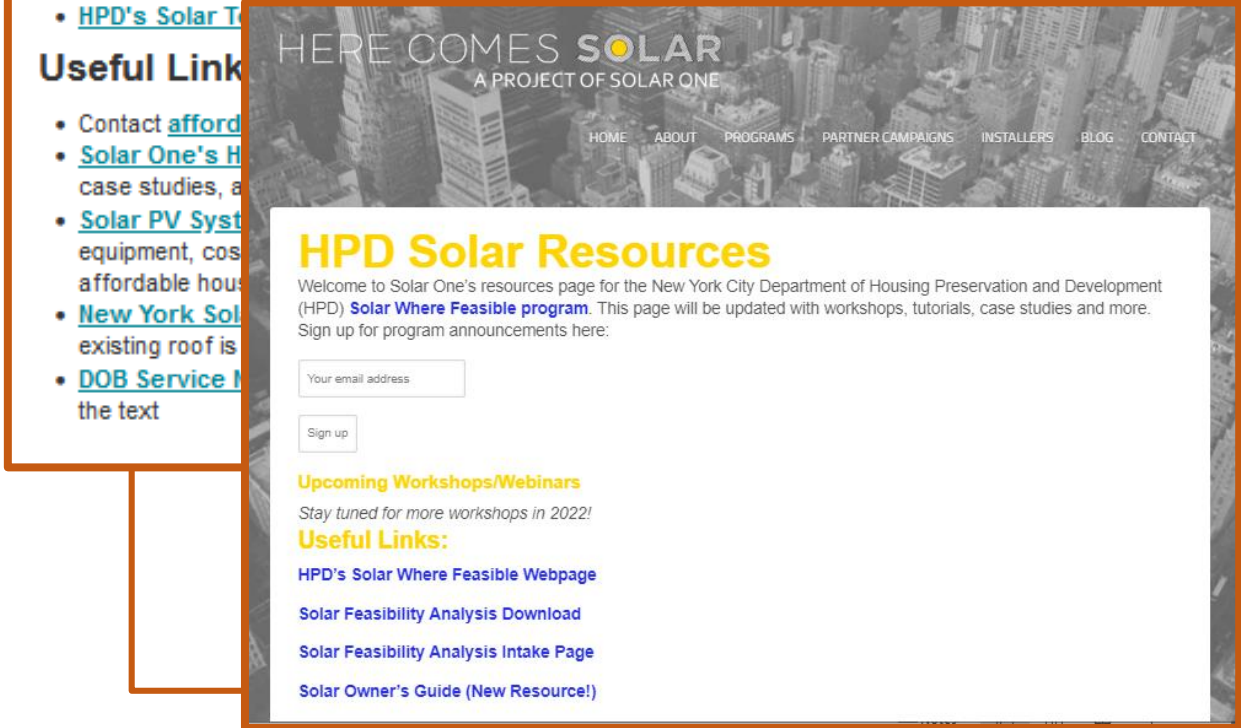 HPD's Solar
Useful
Contact
Solar One's
case studies,
Solar PV
equipment,
affordable
New York
existing roof is
DOB Service
the text
HERE COMES SOLAR
A PROJECT OF SOLAR ONE
HOME ABOUT PROGRAMS PARTNER CAMPAIGNS INSTALLERS BLOG CONTACT
HPD Solar Resources
Welcome to Solar One's resources page for the New York City Department of Housing Preservation and Development
(HPD) Solar Where Feasible program. This page will be updated with workshops, tutorials, case studies and more.
Sign up for program announcements here:
Your email address
Sign up
Upcoming Workshops/Webinars
Stay tuned for more workshops in 2022!
Useful Links:
HPD's Solar Where Feasible Webpage
Solar Feasibility Analysis Download
Solar Feasibility Analysis Intake Page
Solar Owner's Guide (New Resource!)